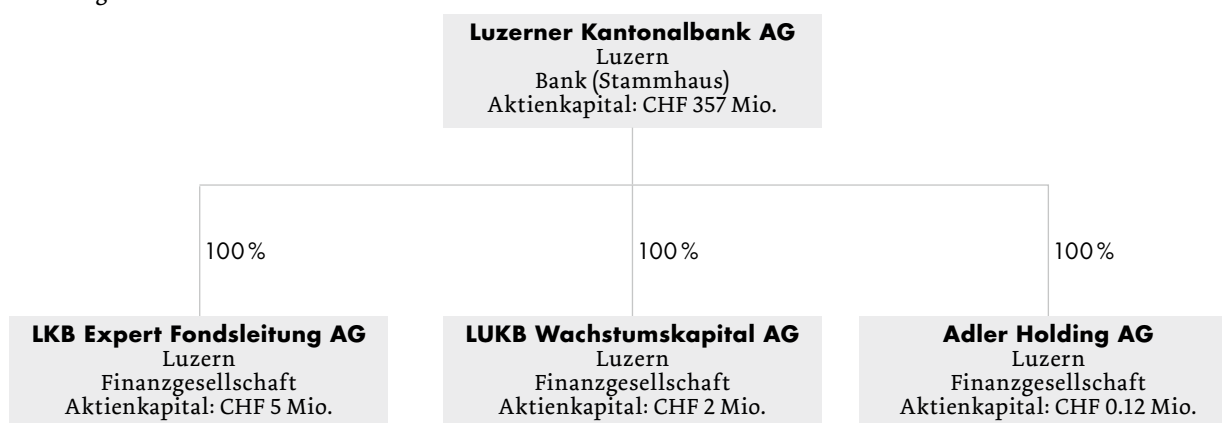 Luzerner Kantonalbank AG
Luzern
Bank (Stammhaus)
Aktienkapital: CHF 357 Mio.
100%
100%
100%
LKB Expert Fondsleitung AG
Luzern
Finanzgesellschaft
Aktienkapital: CHF 5 Mio.
LUKB Wachstumskapital AG
Luzern
Finanzgesellschaft
Aktienkapital: CHF 2 Mio.
Adler Holding AG
Luzern
Finanzgesellschaft
Aktienkapital: CHF 0.12 Mio.